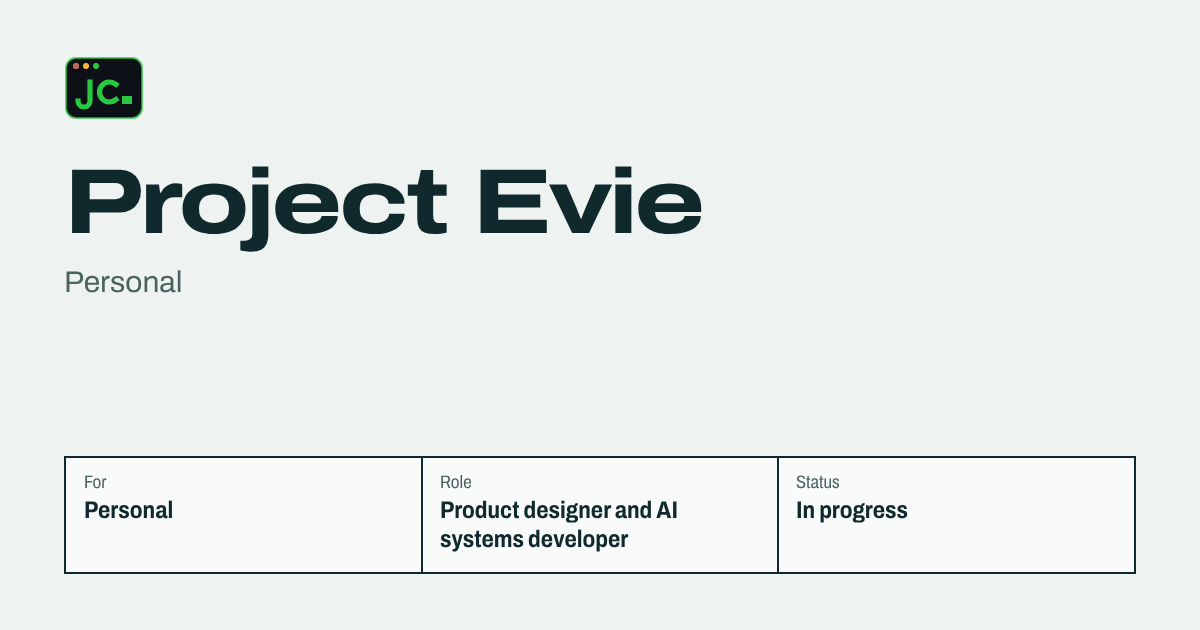 JC.
Project Evie
Personal
For
Personal
Role
Product designer and AI
systems developer
Status
In progress